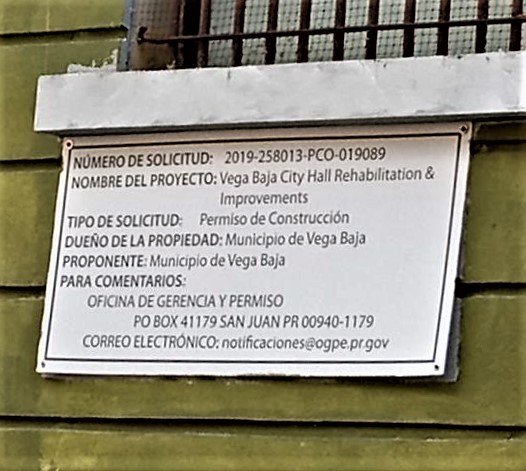 NÚMERO DE SOLICITUD: 2019-258013-PCO-019089
NOMBRE DEL PROYECTO: Vega Baja City Hall Rehabilitation &
Improvements
TIPO DE SOLICITUD: Permiso de Construcción
DUEÑO DE LA PROPIEDAD: Municipio de Vega Baja
PROPONENTE: Municipio de Vega Baja
PARA COMENTARIOS:
OFICINA DE GERENCIA Y PERMISO
PO BOX 41179 SAN JUAN PR 00940-1179
CORREO ELECTRÓNICO: notificaciones@ogpe.pr.gov